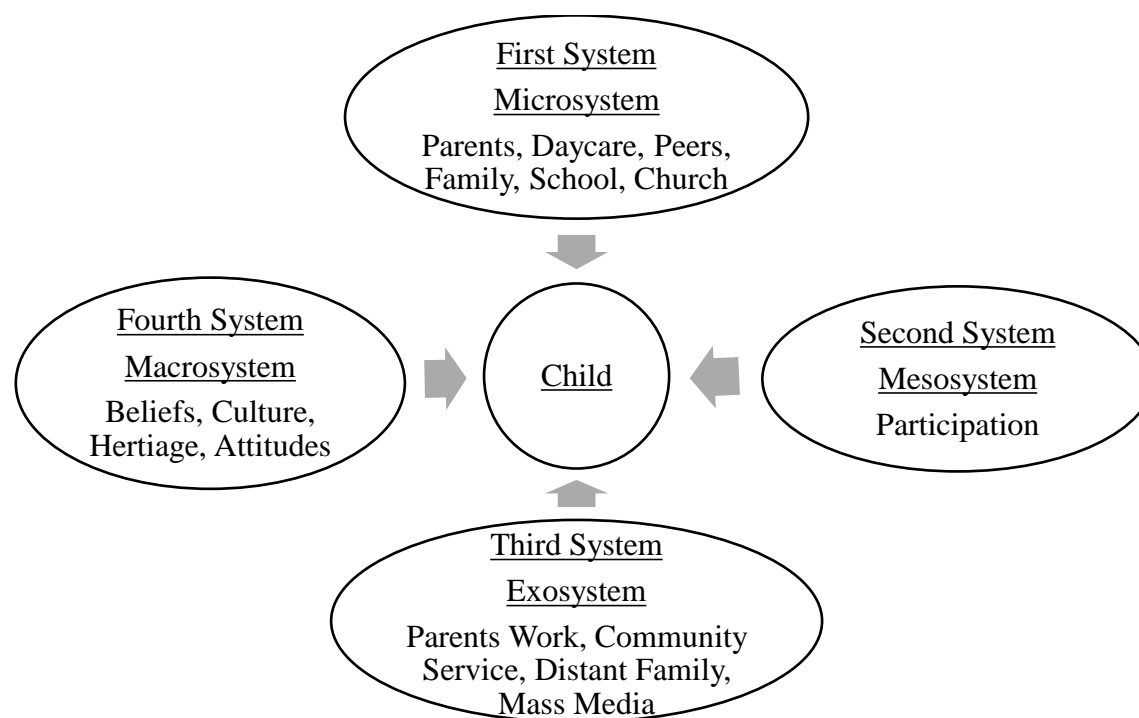 First System
Microsystem
Parents, Daycare, Peers,
Family, School, Church
Fourth System
Macrosystem
Beliefs, Culture,
Hertiage, Attitudes
Child
Second System
Mesosystem
Participation
Third System
Exosystem
Parents Work, Community
Service, Distant Family,
Mass Media